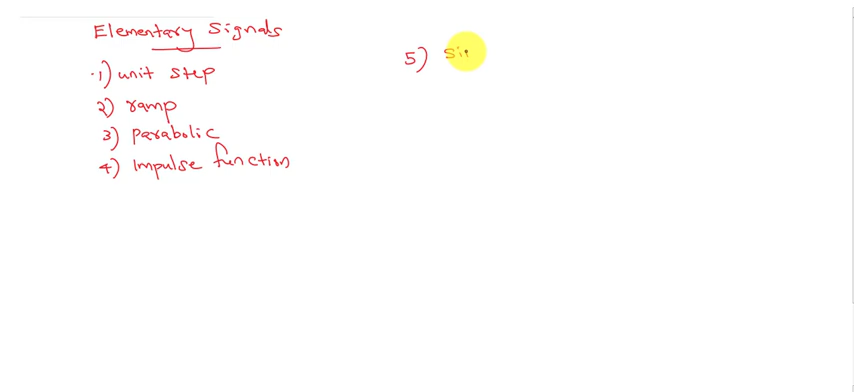 Elementary Signals
1) unit step
2) ramp
3) Parabolic
4) Impulse function
5)